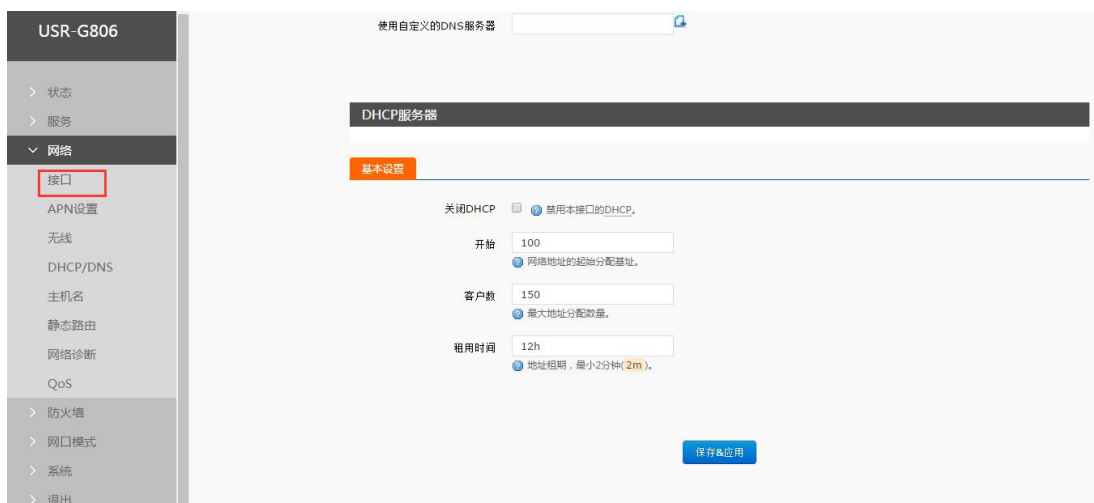 USR-G806
状态
服务
网络
接口
APN设置
无线
DHCP/DNS
主机名
静态路由
网络诊断
QoS
防火墙
网口模式
系统
退出
使用自定义的DNS服务器
DHCP服务器
基本设置
关闭DHCP 禁用本接口的DHCP。
开始 100
网络地址的起始分配基址。
客户数 150
最大地址分配数量。
租用时间 12h
地址租期，最小2分钟(2m)。
保存&应用